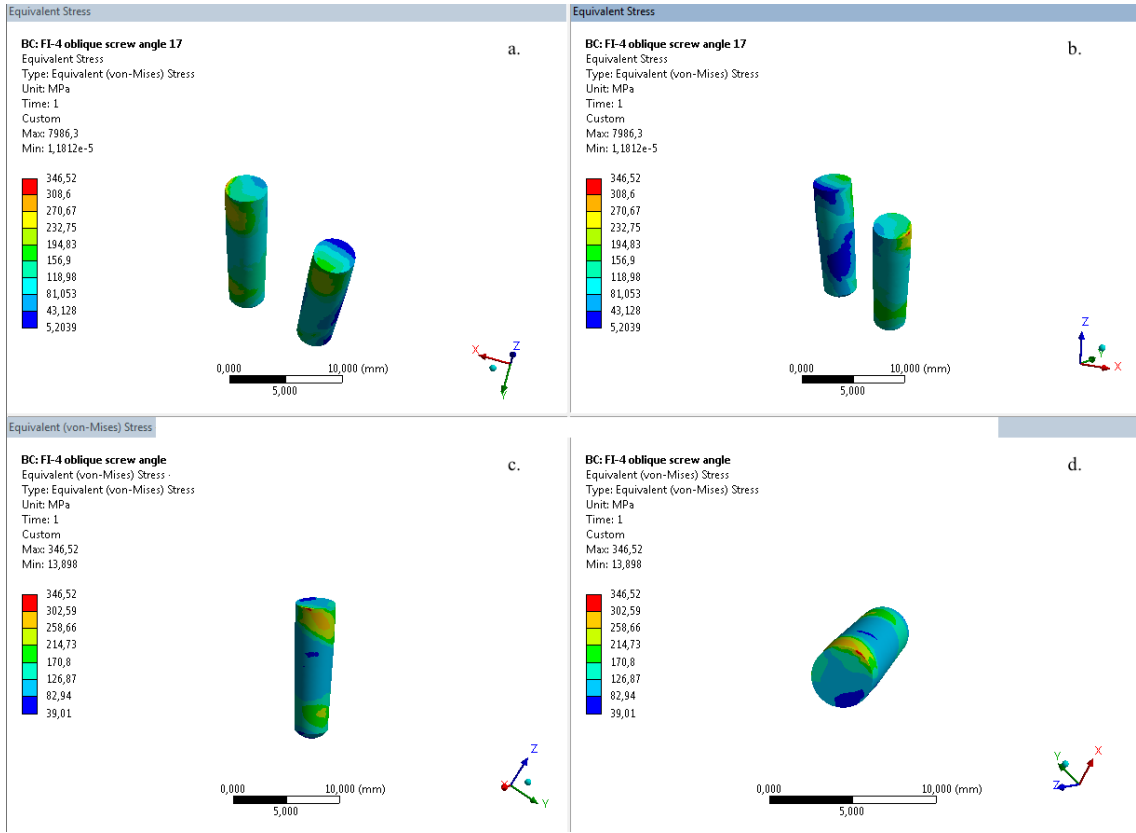 Equivalent Stress
BC: FI-4 oblique screw angle 17
Equivalent Stress
Type: Equivalent (von-Mises) Stress
Unit: MPa
Time: 1
Custom
Max: 7986,3
Min: 1,1812e-5
a.
346,52
308,6
270,67
232,75
194,83
156,9
118,98
81,053
43,128
5,2039
0,000
10,000 (mm)
5,000
X
Z
Y
Equivalent Stress
BC: FI-4 oblique screw angle 17
Equivalent Stress
Type: Equivalent (von-Mises) Stress
Unit: MPa
Time: 1
Custom
Max: 7986,3
Min: 1,1812e-5
b.
346,52
308,6
270,67
232,75
194,83
156,9
118,98
81,053
43,128
5,2039
0,000
10,000 (mm)
5,000
Z
Y
X
Equivalent (von-Mises) Stress
BC: FI-4 oblique screw angle
Equivalent (von-Mises) Stress
Type: Equivalent (von-Mises) Stress
Unit: MPa
Time: 1
Custom
Max: 346,52
Min: 13,898
c.
346,52
302,59
258,66
214,73
170,8
126,87
82,94
39,01
0,000
10,000 (mm)
5,000
Z
X
Y
BC: FI-4 oblique screw angle
Equivalent (von-Mises) Stress
Type: Equivalent (von-Mises) Stress
Unit: MPa
Time: 1
Custom
Max: 346,52
Min: 13,898
d.
346,52
302,59
258,66
214,73
170,8
126,87
82,94
39,01
0,000
10,000 (mm)
5,000
Y
X
Z